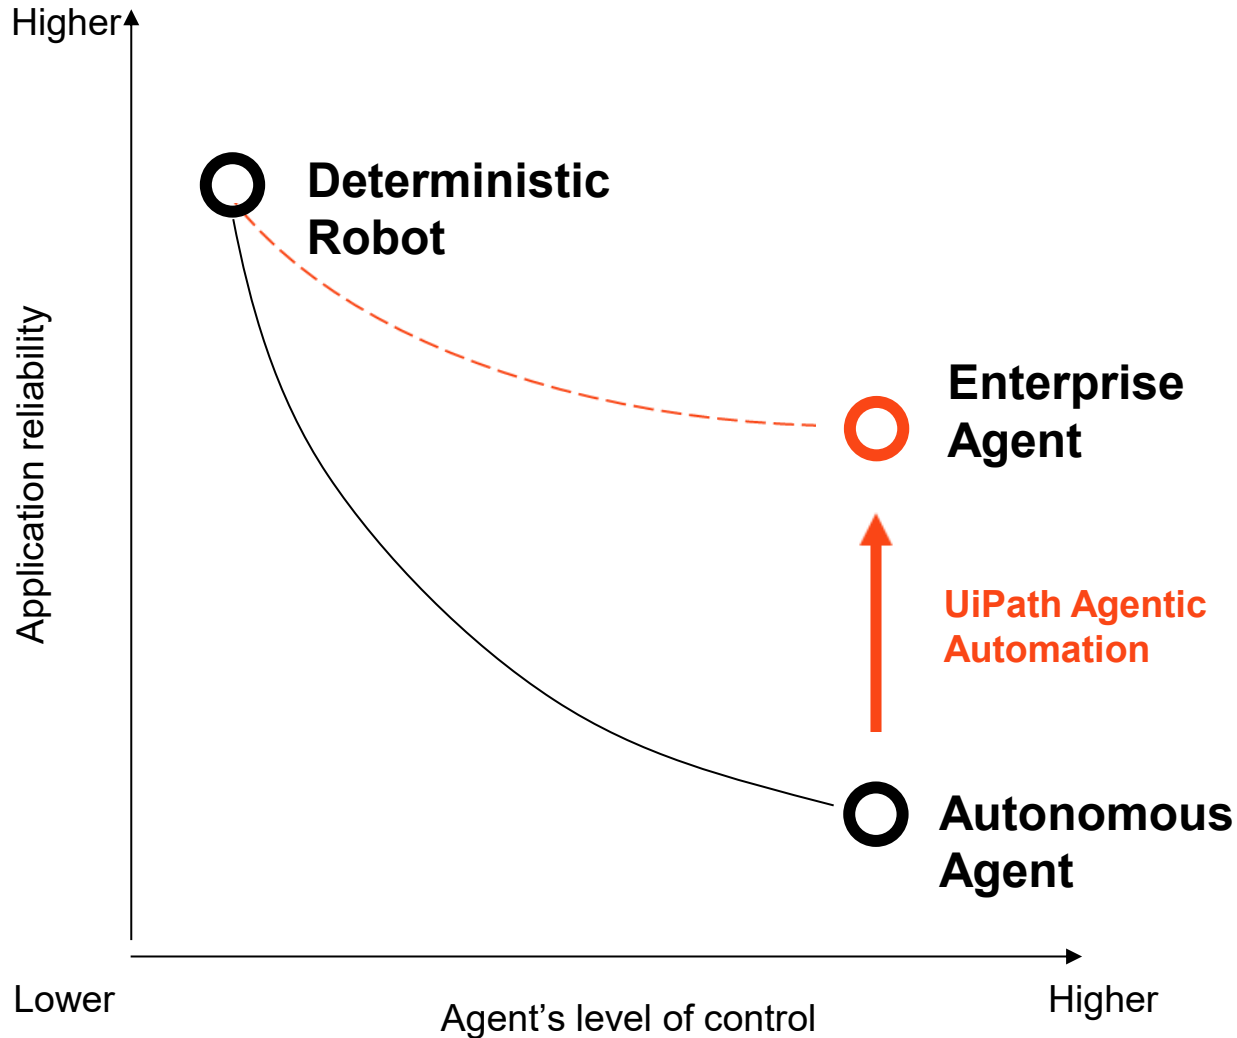 Higher
Deterministic
Robot
Application reliability
Enterprise
Agent
UiPath Agentic
Automation
Autonomous
Agent
Lower
Higher
Agent’s level of control